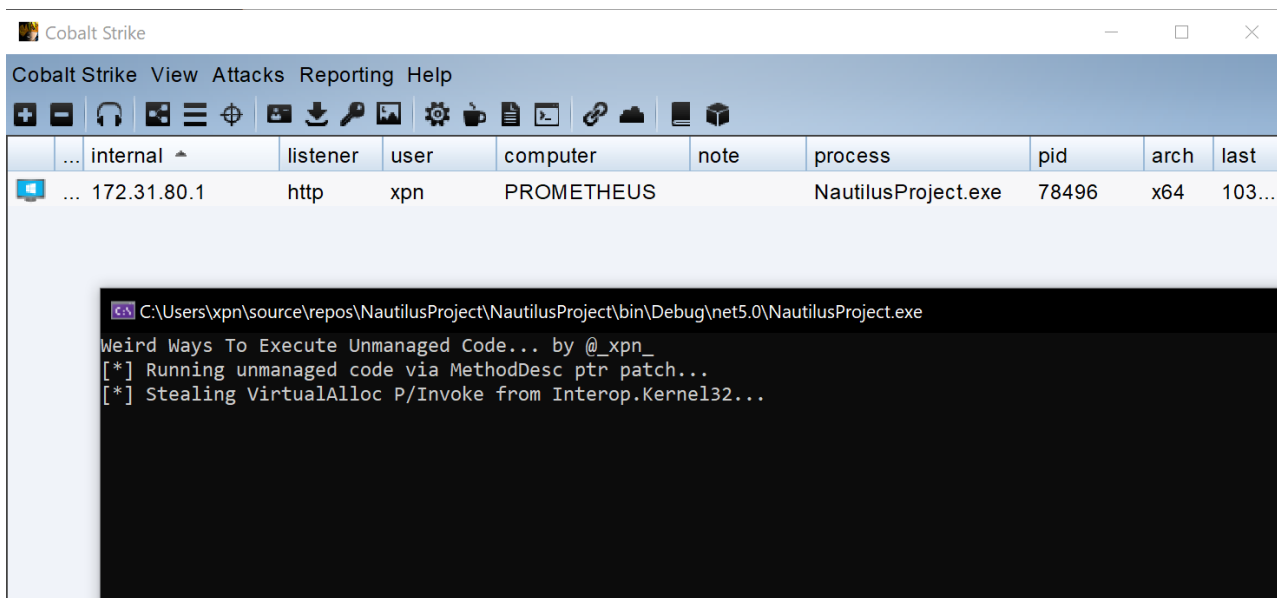 Cobalt Strike
Cobalt Strike View Attacks Reporting Help
... internal listener user computer note process pid arch last
... 172.31.80.1 http xpn PROMETHEUS NautilusProject.exe 78496 x64 103...
C:\Users\xpn\source\repos\NautilusProject\NautilusProject\bin\Debug\net5.0\NautilusProject.exe
Weird Ways To Execute Unmanaged Code... by @_xpn_
[*] Running unmanaged code via MethodDesc ptr patch...
[*] Stealing VirtualAlloc P/Invoke from Interop.Kernel32...